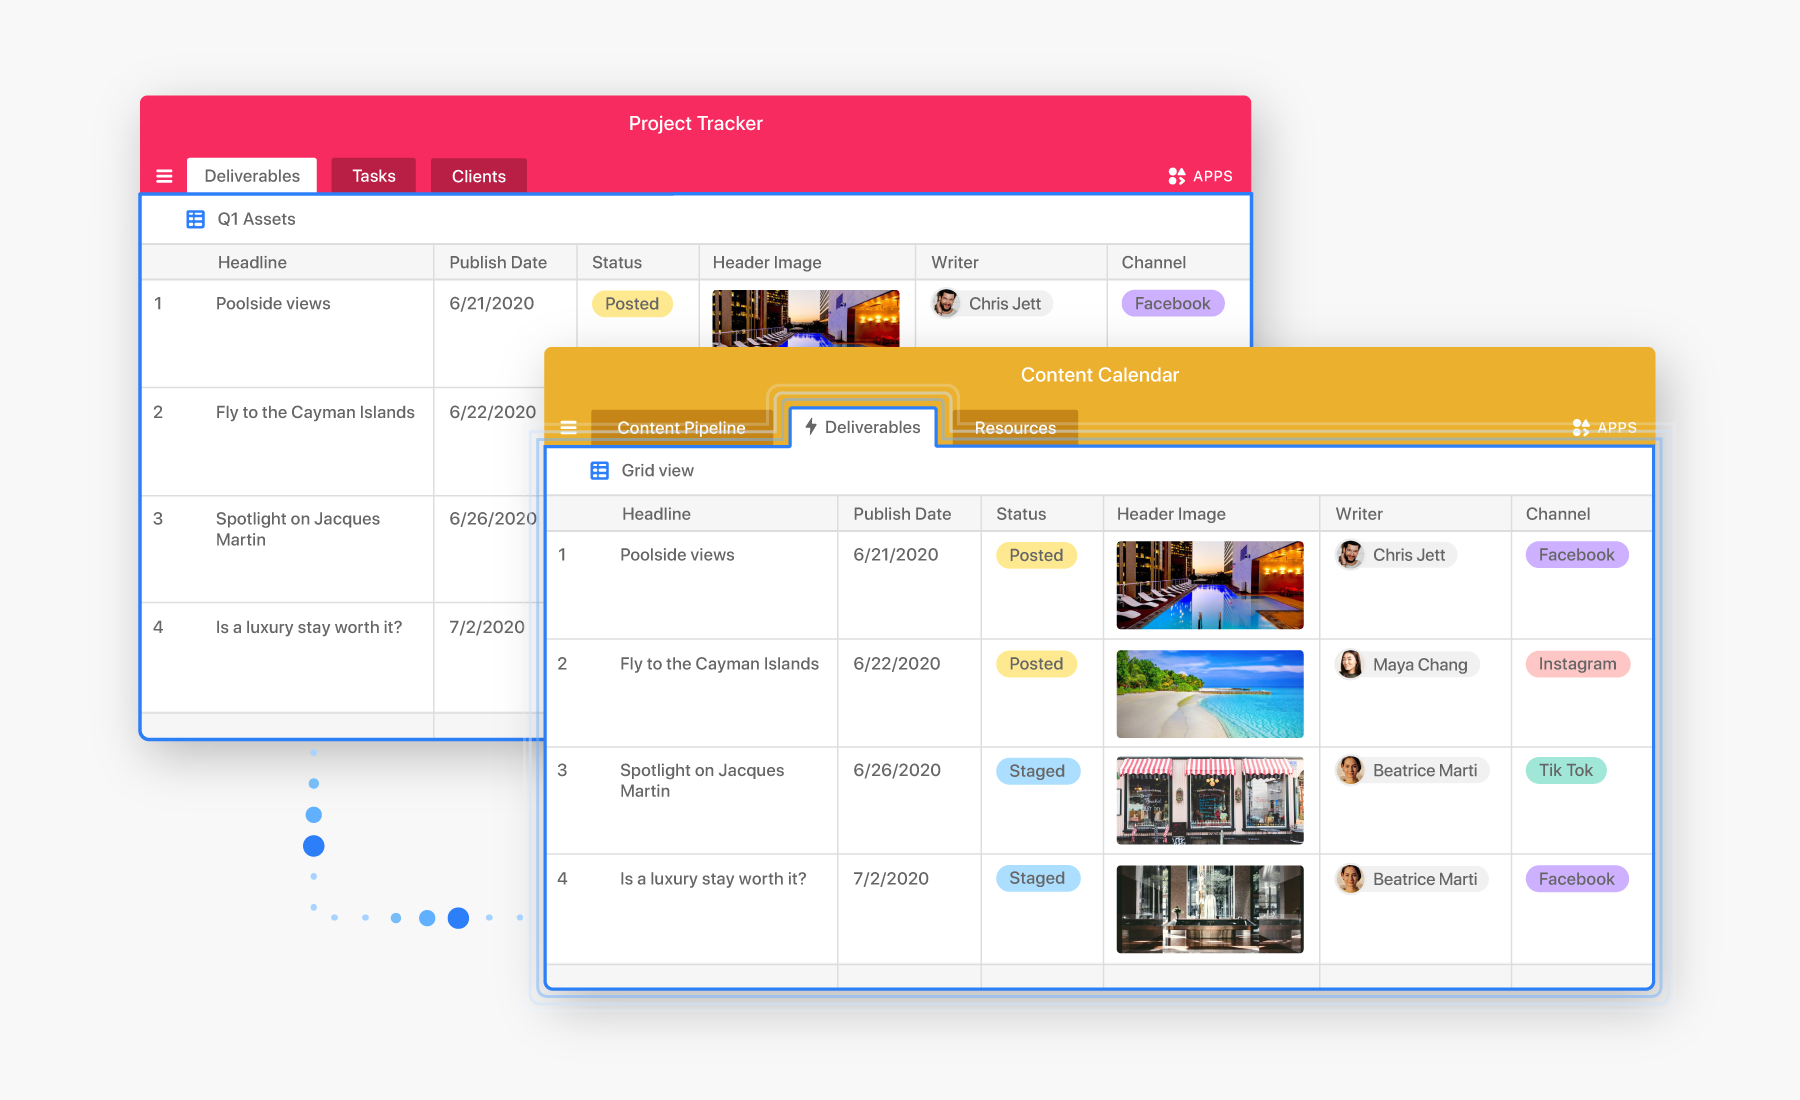 Project Tracker
Deliverables Tasks Clients APPS
Q1 Assets
Headline Publish Date Status Header Image Writer Channel
1 Poolside views 6/21/2020 Posted Chris Jett Facebook
2 Fly to the Cayman Islands 6/22/2020
3 Spotlight on Jacques 6/26/2020
Martin
4 Is a luxury stay worth it? 7/2/2020
Content Calendar
Content Pipeline Deliverables Resources APPS
Grid view
Headline Publish Date Status Header Image Writer Channel
1 Poolside views 6/21/2020 Posted Chris Jett Facebook
2 Fly to the Cayman Islands 6/22/2020 Posted Maya Chang Instagram
3 Spotlight on Jacques 6/26/2020 Staged Beatrice Marti Tik Tok
Martin
4 Is a luxury stay worth it? 7/2/2020 Staged Beatrice Marti Facebook